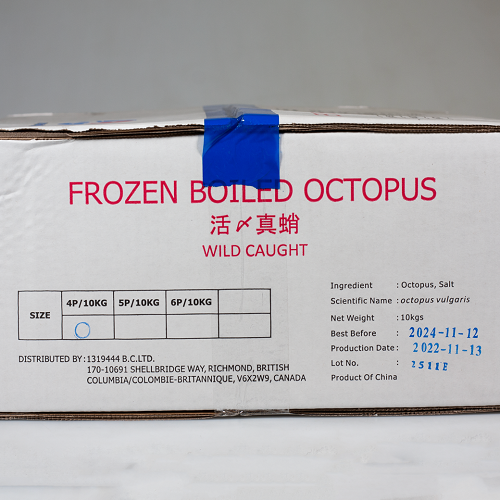 FROZEN BOILED OCTOPUS
活〆真蛸
WILD CAUGHT
SIZE 4P/10KG 5P/10KG 6P/10KG
DISTRIBUTED BY : 1319444 B.C.LTD.
170-10691 SHELLBRIDGE WAY, RICHMOND, BRITISH
COLUMBIA/COLOMBIE-BRITANNIQUE, V6X2W9, CANADA
Ingredient : Octopus, Salt
Scientific Name : octopus vulgaris
Net Weight : 10kgs
Best Before : 2024-11-12
Production Date : 2022-11-13
Lot No. : 2511E
Product Of China